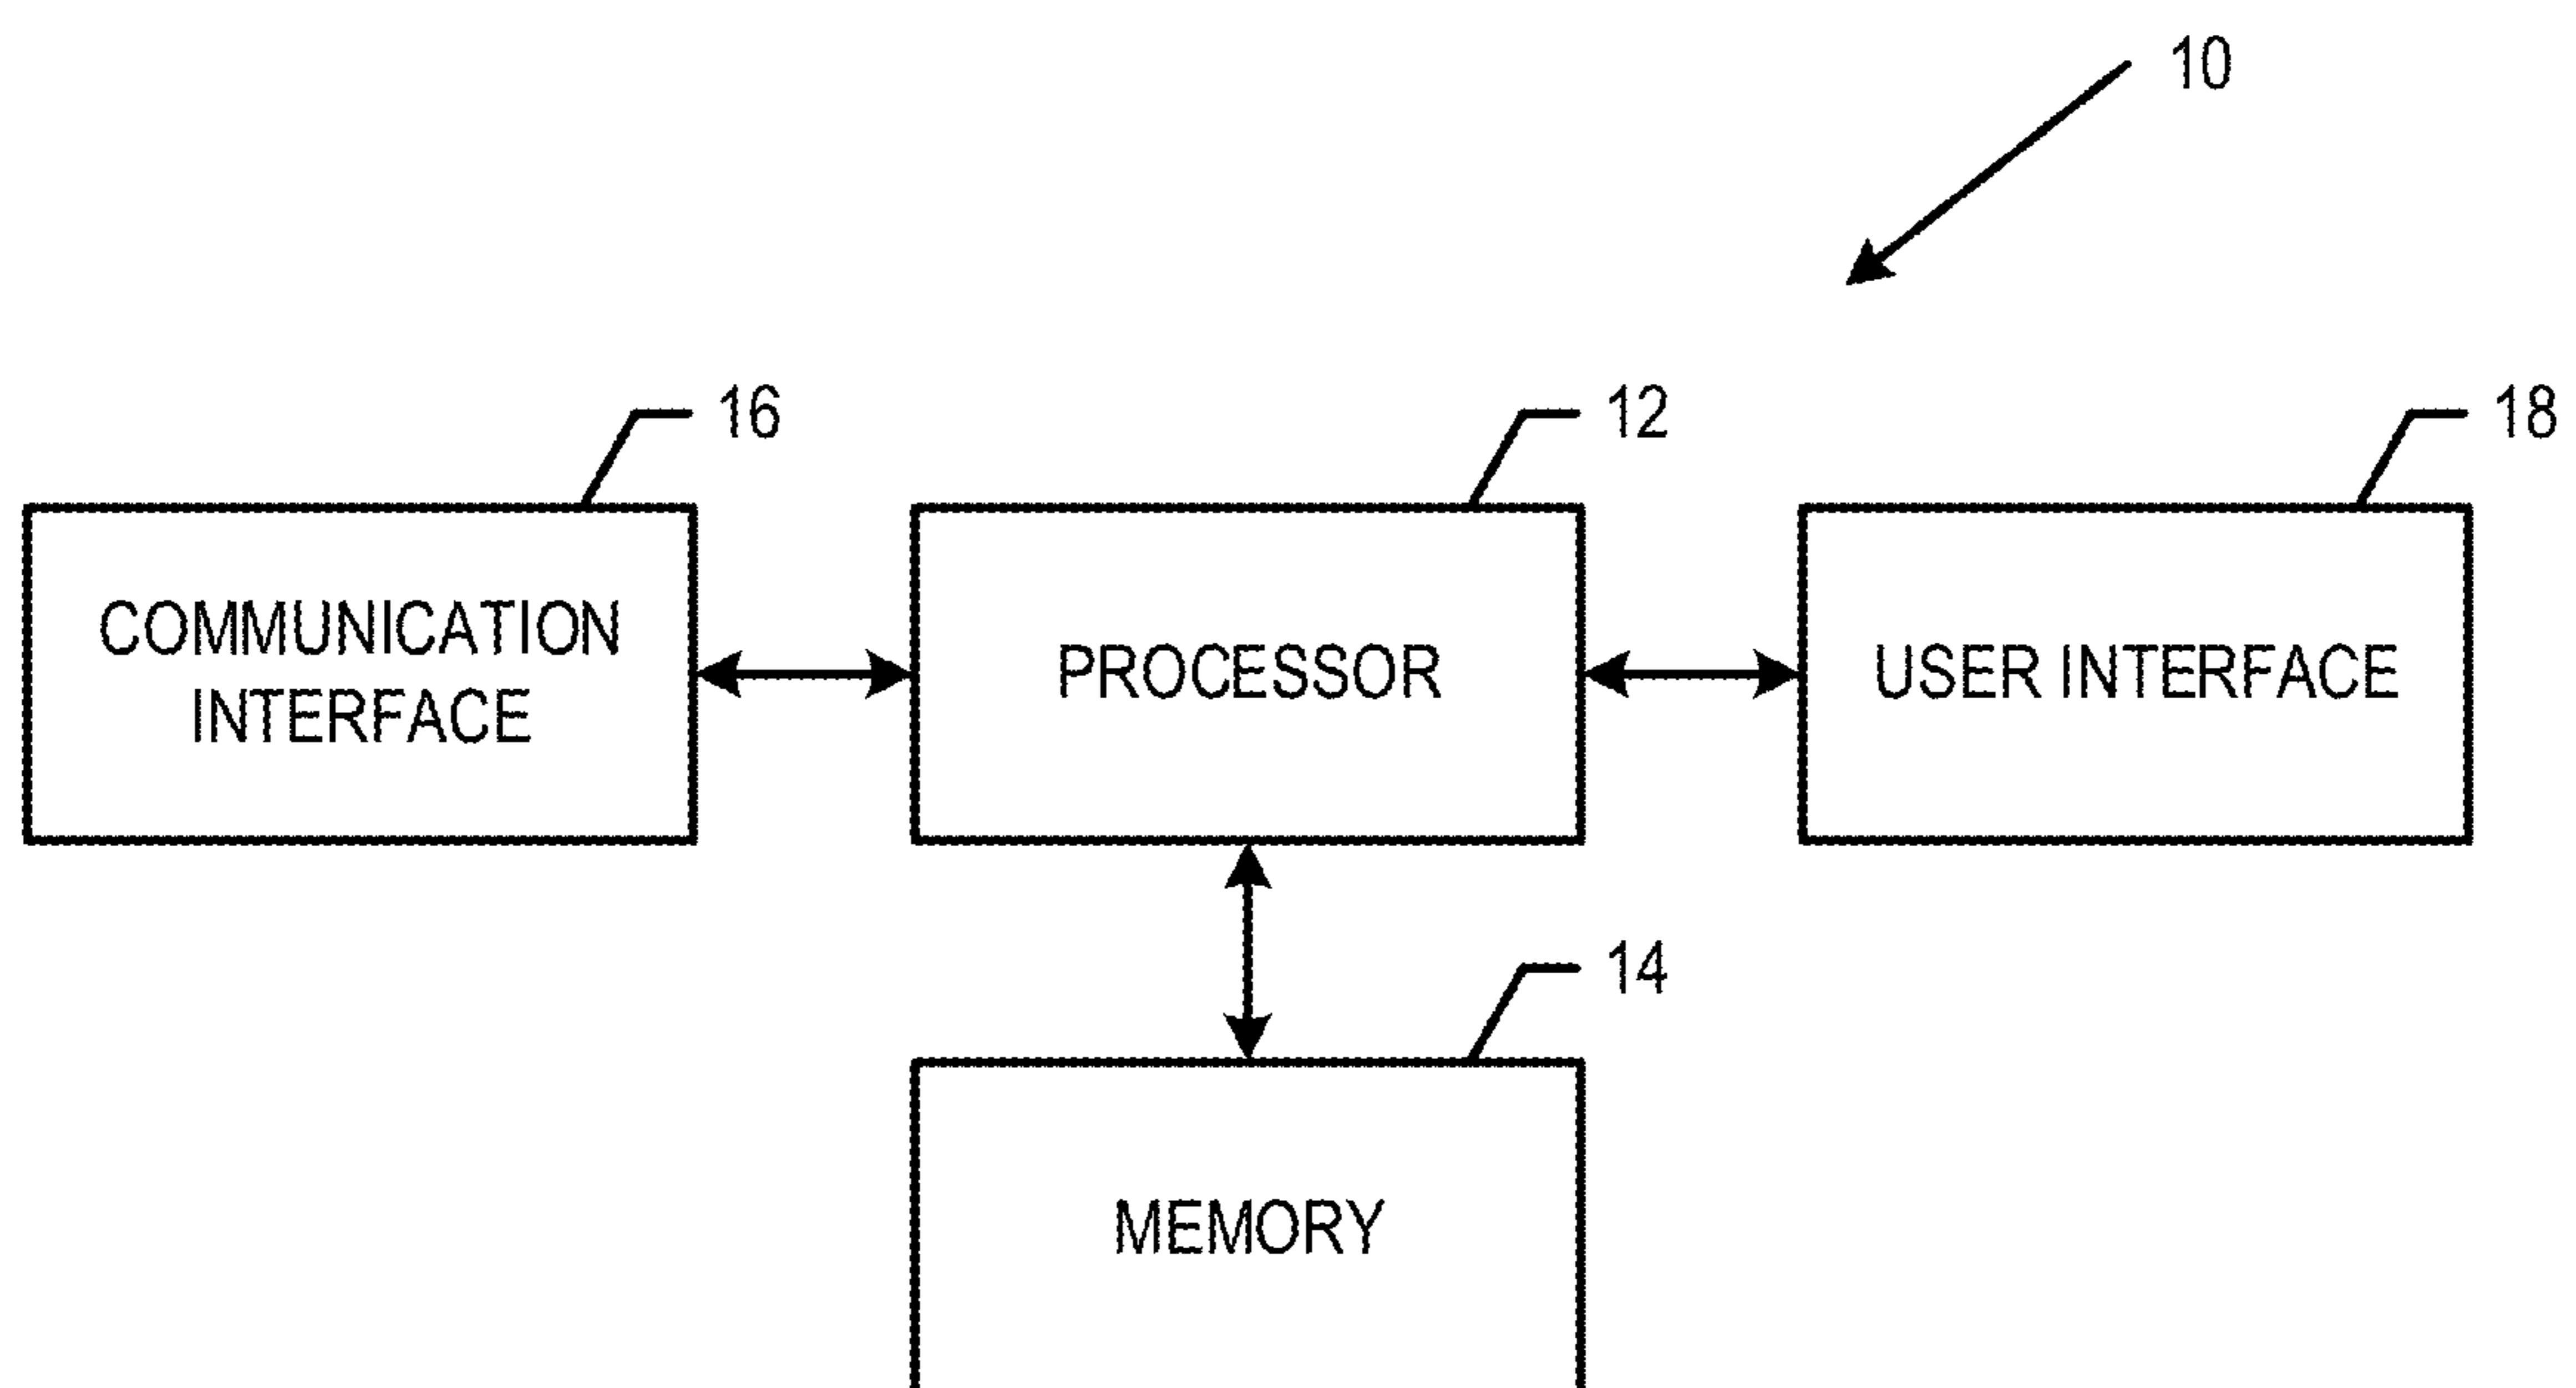 10
16
12
18
COMMUNICATION
INTERFACE
PROCESSOR
USER INTERFACE
14
MEMORY